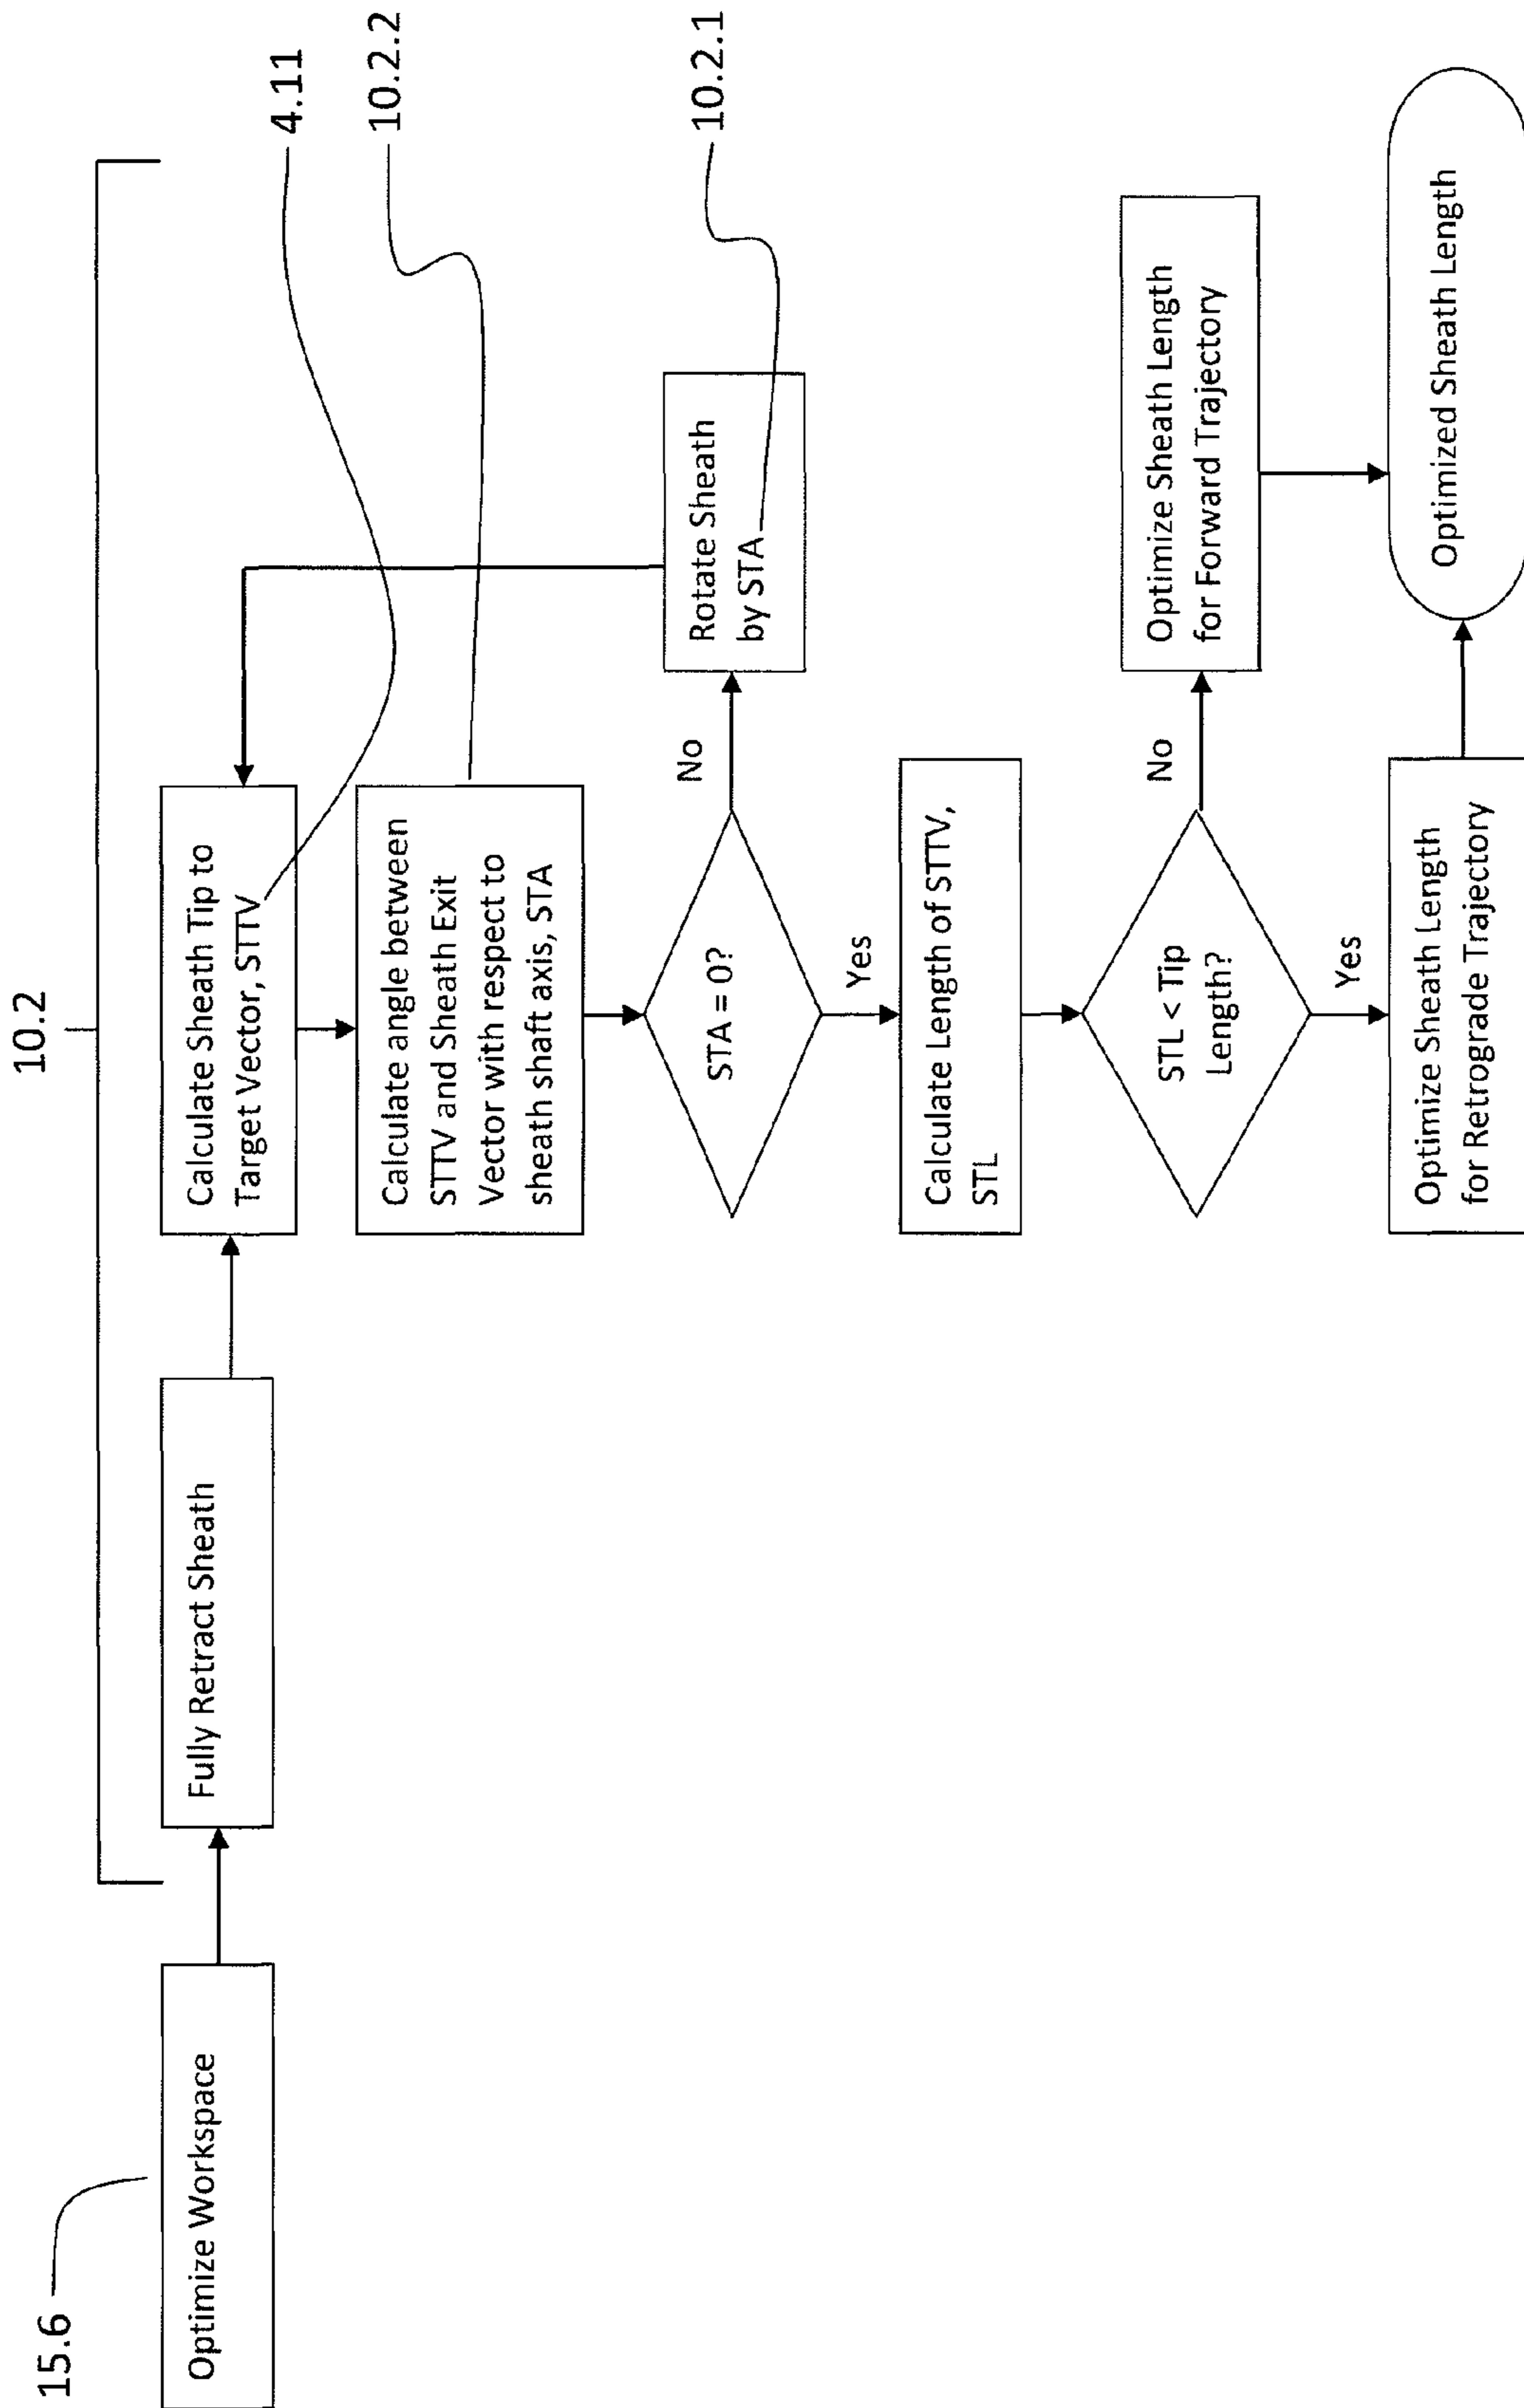 10.2
15.6
4.11
10.2.2
10.2.1
Optimize Workspace
Fully Retract Sheath
Calculate Sheath Tip to
Target Vector, STTV
Calculate angle between
STTV and Sheath Exit
Vector with respect to
sheath shaft axis, STA
STA = 0?
No
Rotate Sheath
by STA
Yes
Calculate Length of STTV,
STL
STL < Tip
Length?
No
Optimize Sheath Length
for Forward Trajectory
Yes
Optimize Sheath Length
for Retrograde Trajectory
Optimized Sheath Length